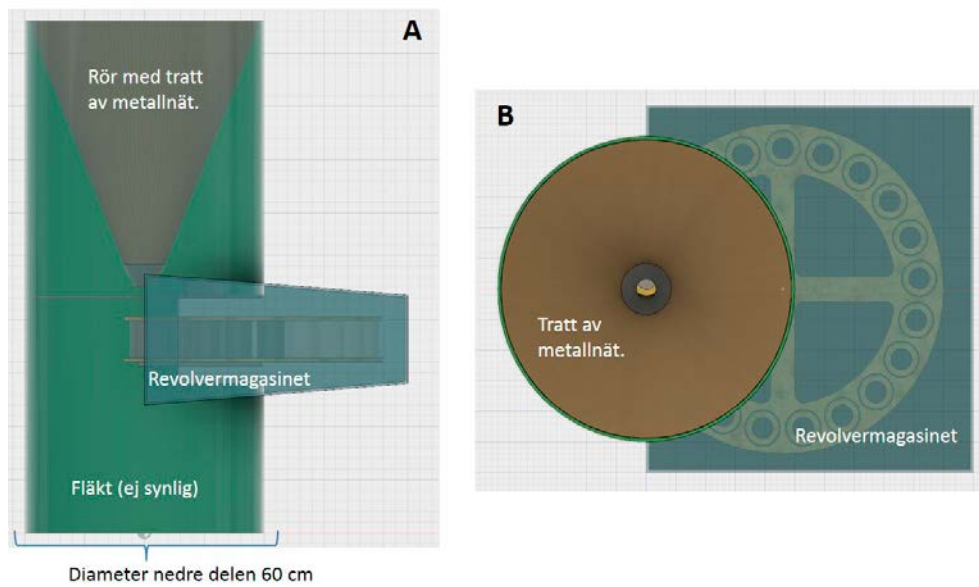 A
Rör med tratt
av metallnät.
Revolvermagasinet
Fläkt (ej synlig)
Diameter nedre delen 60 cm
B
Tratt av
metallnät.
Revolvermagasinet